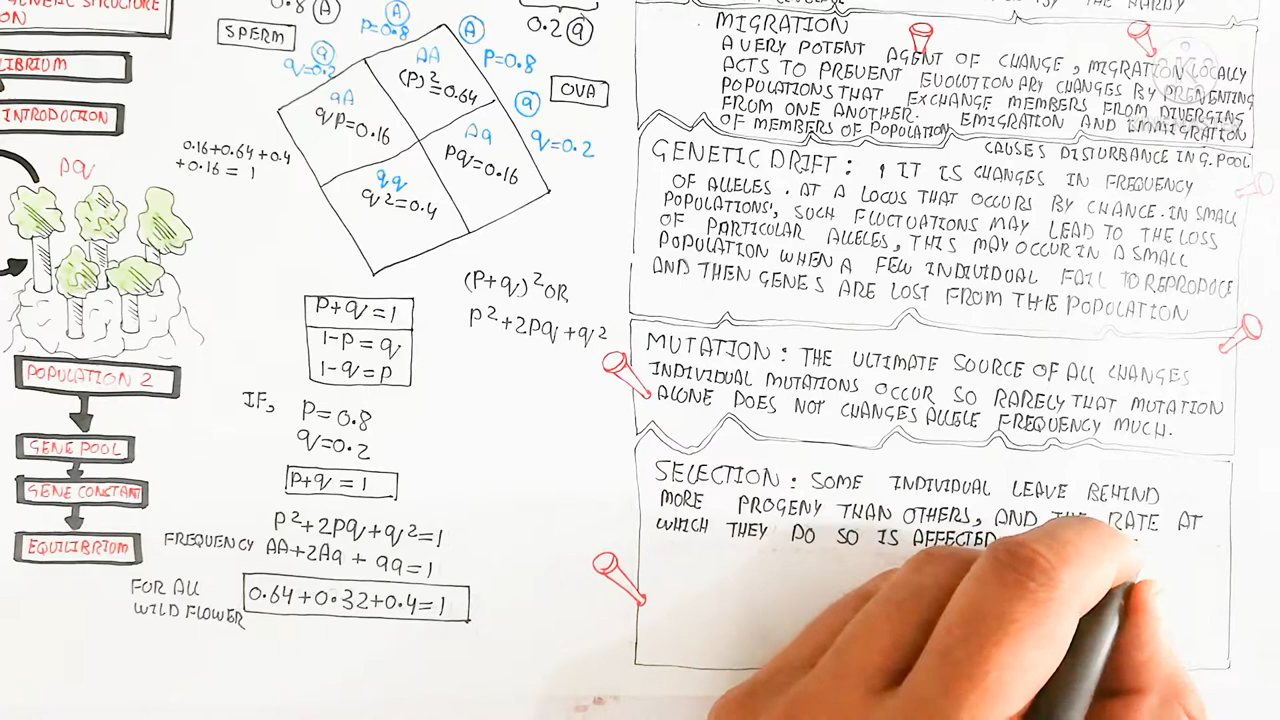 ON
LIBRIUM
INTRODUCTION
pq
POPULATION 2
GENE POOL
GENE CONSTANT
EQUILIBRIUM
0.8 (A)
SPERM
A
P=0.8
q
q=0.2
0.2 (q)
A
P=0.8
OVA
q
q=0.2
AA
(P)²=0.64
qA
qP=0.16
Aq
Pq=0.16
qq
q²=0.4
0.16+0.64+0.4
+0.16=1
(P+q)² OR
P²+2Pq+q²
P+q=1
1-P=q
1-q=P
IF, P=0.8
q=0.2
P+q=1
P²+2Pq+q²=1
FREQUENCY AA+2Aq+qq=1
FOR ALL
WILD FLOWER
0.64+0.32+0.4=1
MIGRATION
A VERY POTENT AGENT OF CHANGE, MIGRATION LOCALLY
ACTS TO PREVENT EVOLUTIONARY CHANGES BY PREVENTING
POPULATIONS THAT EXCHANGE MEMBERS FROM DIVERGING
FROM ONE ANOTHER. EMIGRATION AND IMMIGRATION
OF MEMBERS OF POPULATION
CAUSES DISTURBANCE IN G. POOL
GENETIC DRIFT: IT IS CHANGES IN FREQUENCY
OF ALLELES. AT A LOCUS THAT OCCURS BY CHANCE. IN SMALL
POPULATIONS, SUCH FLUCTUATIONS MAY LEAD TO THE LOSS
OF PARTICULAR ALLELES, THIS MAY OCCUR IN A SMALL
POPULATION WHEN A FEW INDIVIDUAL FAIL TO REPRODUCE
AND THEN GENES ARE LOST FROM THE POPULATION
MUTATION: THE ULTIMATE SOURCE OF ALL CHANGES
INDIVIDUAL MUTATIONS OCCUR SO RARELY THAT MUTATION
ALONE DOES NOT CHANGES ALLELE FREQUENCY MUCH.
SELECTION: SOME INDIVIDUAL LEAVE BEHIND
MORE PROGENY THAN OTHERS, AND THE RATE AT
WHICH THEY DO SO IS AFFECTED